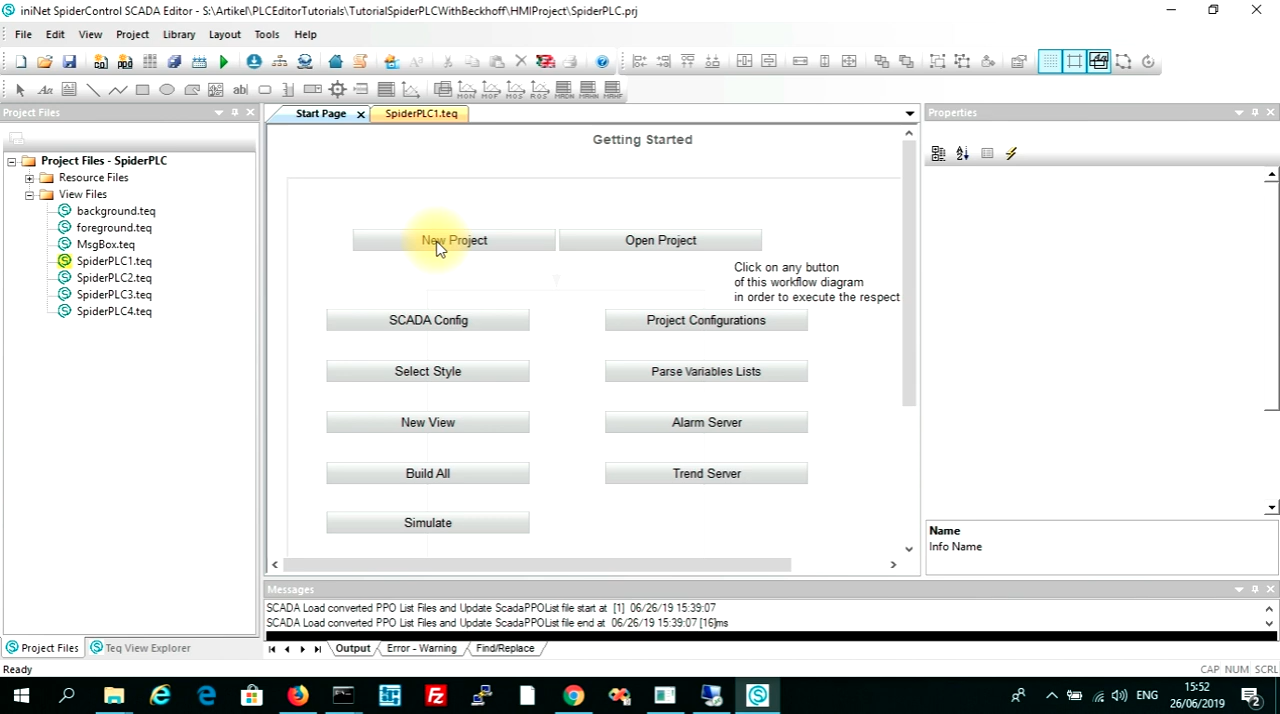 iniNet SpiderControl SCADA Editor - S:\Artikel\PLCEditorTutorials\TutorialSpiderPLCWithBeckhoff\HMIProject\SpiderPLC.prj
File Edit View Project Library Layout Tools Help
Project Files
Start Page
SpiderPLC1.teq
Properties
Project Files - SpiderPLC
Resource Files
View Files
background.teq
foreground.teq
MsgBox.teq
SpiderPLC1.teq
SpiderPLC2.teq
SpiderPLC3.teq
SpiderPLC4.teq
Getting Started
New Project
Open Project
Click on any button
of this workflow diagram
in order to execute the respect
SCADA Config
Project Configurations
Select Style
Parse Variables Lists
New View
Alarm Server
Build All
Trend Server
Simulate
Name
Info Name
Messages
SCADA Load converted PPO List Files and Update ScadaPPOList file start at [1] 06/26/19 15:39:07
SCADA Load converted PPO List Files and Update ScadaPPOList file end at 06/26/19 15:39:07 [16]ms
Project Files
Teq View Explorer
Output
Error - Warning
Find/Replace
Ready
CAP NUM SCRL
ENG
15:52
26/06/2019
2